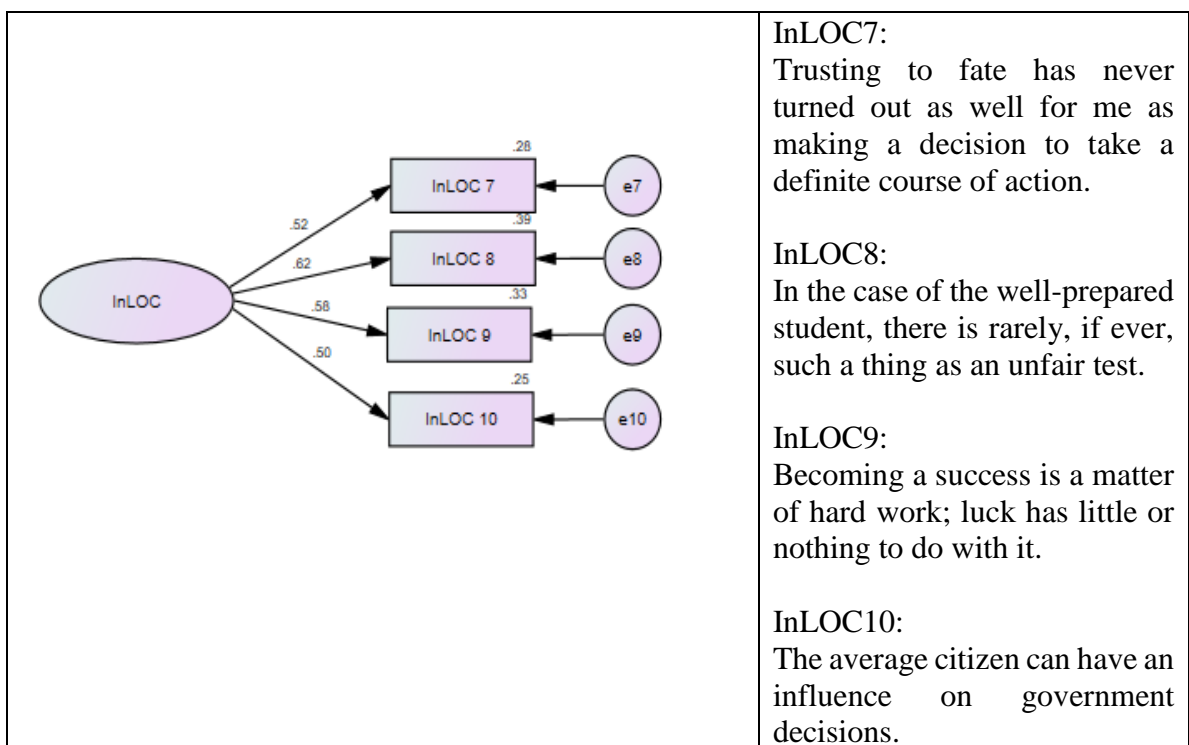 .28
InLOC 7
e7
.52
.39
InLOC 8
e8
.62
InLOC
.33
InLOC 9
e9
.58
.50
.25
InLOC 10
e10
InLOC7:
Trusting to fate has never
turned out as well for me as
making a decision to take a
definite course of action.
InLOC8:
In the case of the well-prepared
student, there is rarely, if ever,
such a thing as an unfair test.
InLOC9:
Becoming a success is a matter
of hard work; luck has little or
nothing to do with it.
InLOC10:
The average citizen can have an
influence on government
decisions.